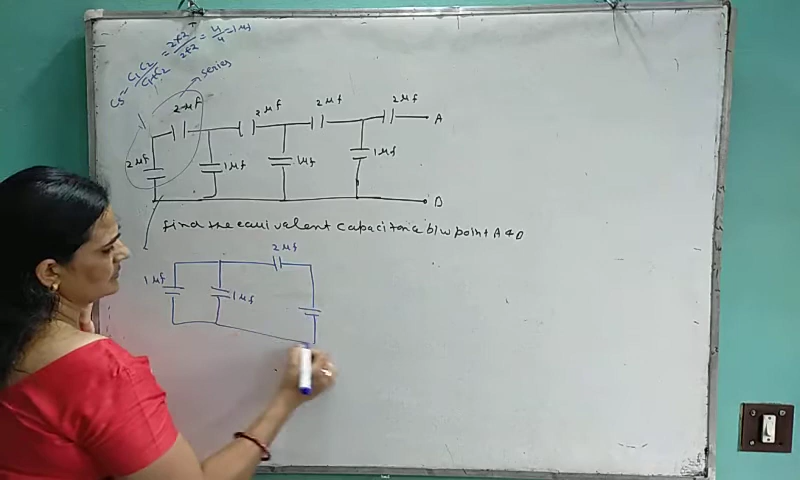 Cs = C1C2 / C1+C2 = 2×2 / 2+2 = 4/4 = 1μf
series
2μf 2μf 2μf 2μf A
2μf 1μf 1μf 1μf
B
find the equivalent capacitance b/w point A & B
2μf
1μf 1μf